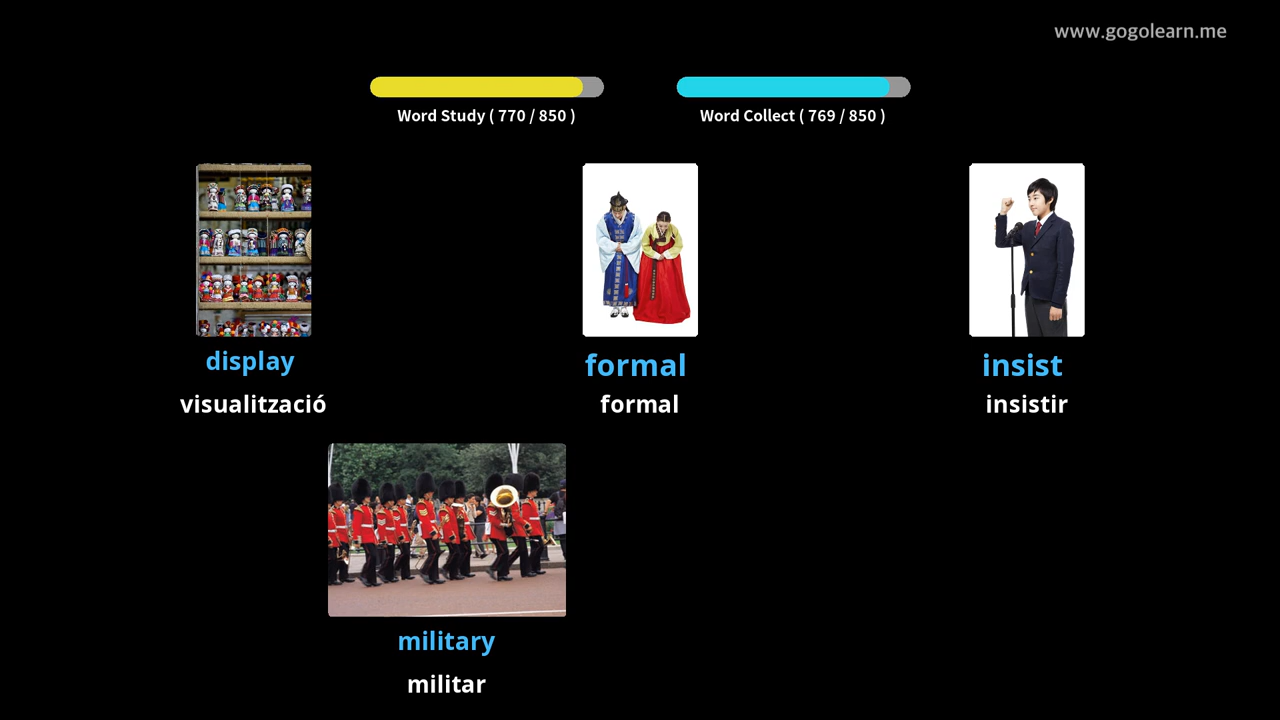 www.gogolearn.me
Word Study ( 770 / 850 )
Word Collect ( 769 / 850 )
display
visualització
formal
formal
insist
insistir
military
militar